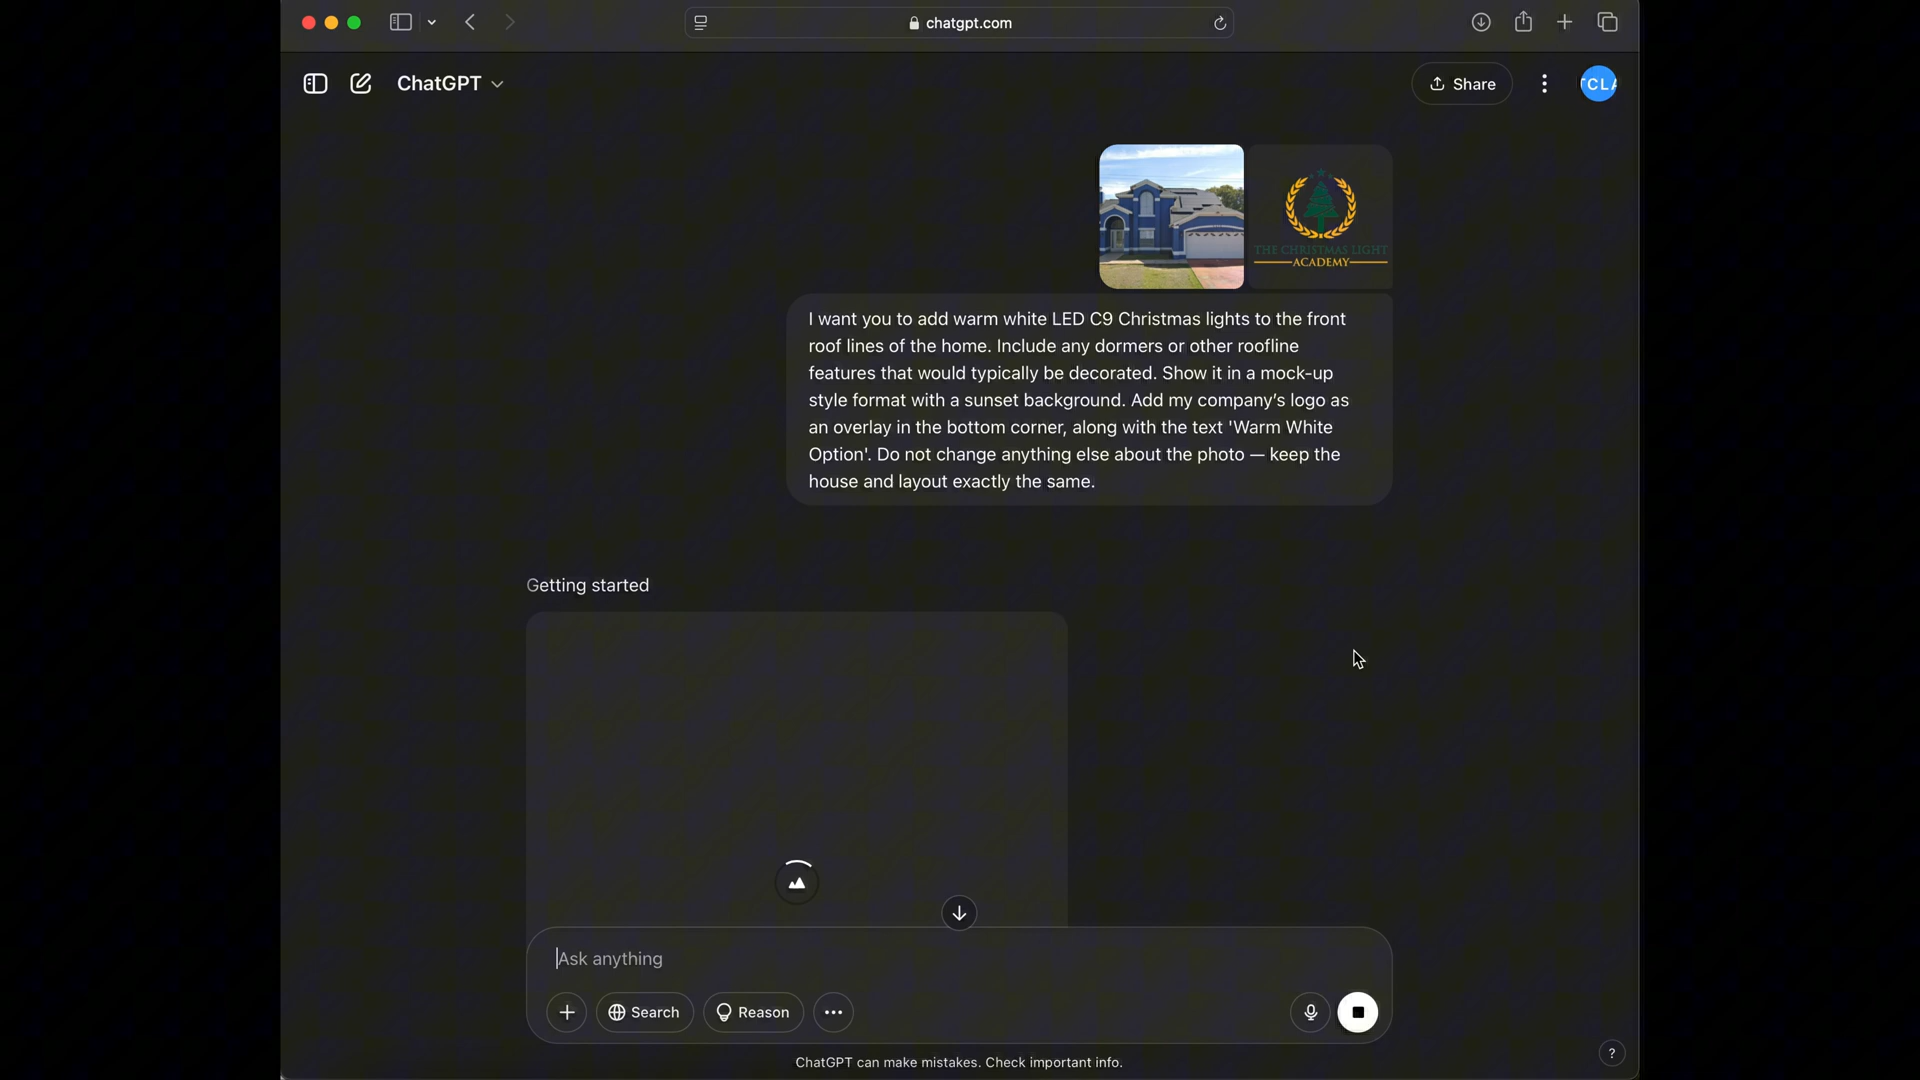 chatgpt.com
ChatGPT
Share
CLA
THE CHRISTMAS LIGHT
ACADEMY
I want you to add warm white LED C9 Christmas lights to the front
roof lines of the home. Include any dormers or other roofline
features that would typically be decorated. Show it in a mock-up
style format with a sunset background. Add my company’s logo as
an overlay in the bottom corner, along with the text 'Warm White
Option'. Do not change anything else about the photo — keep the
house and layout exactly the same.
Getting started
Ask anything
Search
Reason
ChatGPT can make mistakes. Check important info.
?